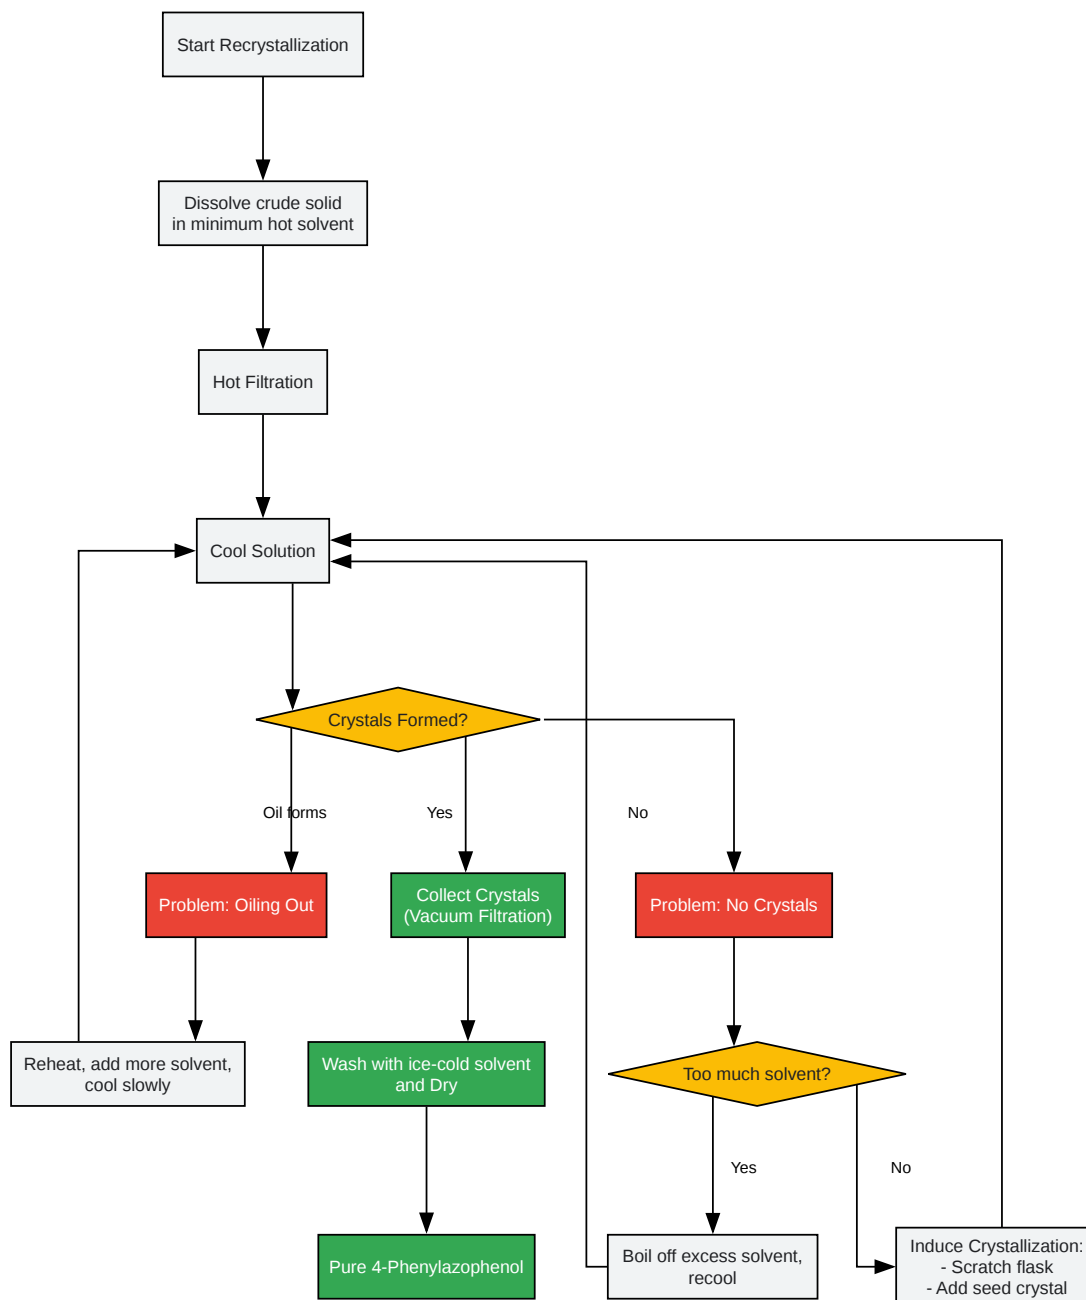 Start Recrystallization
Dissolve crude solid
in minimum hot solvent
Hot Filtration
Cool Solution
Crystals Formed?
Oil forms
Yes
No
Problem: Oiling Out
Collect Crystals
(Vacuum Filtration)
Problem: No Crystals
Reheat, add more solvent,
cool slowly
Wash with ice-cold solvent
and Dry
Too much solvent?
Yes
No
Pure 4-Phenylazophenol
Boil off excess solvent,
recool
Induce Crystallization:
- Scratch flask
- Add seed crystal